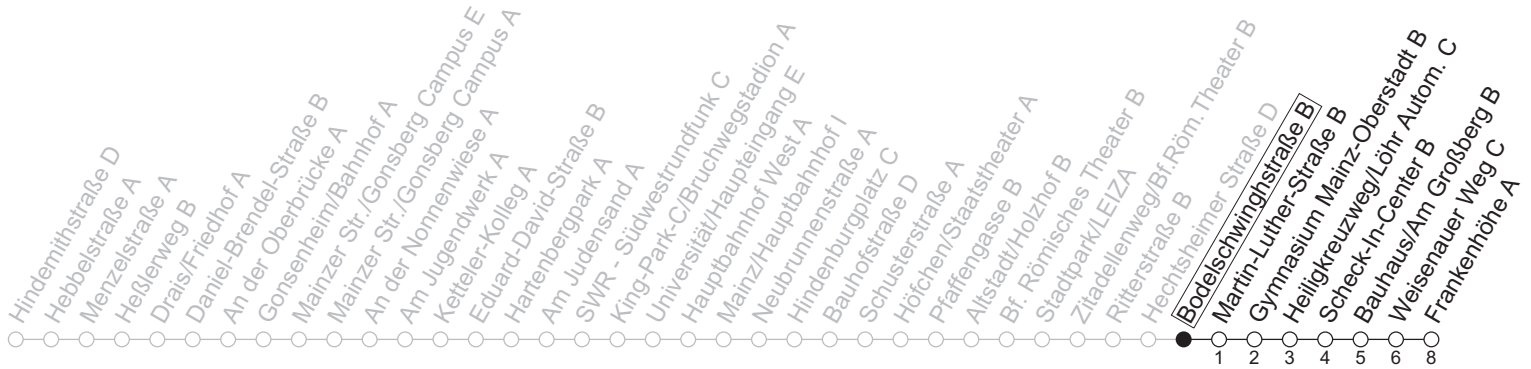 Hindemithstraße D
Hebbelstraße A
Menzelstraße A
Heßlerweg B
Drais/Friedhof A
Daniel-Brendel-Straße B
An der Oberbrücke A
Gonsenheim/Bahnhof A
Mainzer Str./Gonsberg Campus E
Mainzer Str./Gonsberg Campus A
An der Nonnenwiese A
Am Jugendwerk A
Ketteler-Kolleg A
Eduard-David-Straße B
Hartenbergpark A
Am Judensand A
SWR - Südwestrundfunk C
King-Park-C/Bruchwegstadion A
Universität/Haupteingang E
Hauptbahnhof West A
Mainz/Hauptbahnhof I
Neubrunnenstraße A
Hindenburgplatz C
Bauhofstraße D
Schusterstraße A
Höfchen/Staatstheater A
Pfaffengasse B
Altstadt/Holzhof B
Bf. Römisches Theater B
Stadtpark/LEIZA
Zitadellenweg/Bf.Röm. Theater B
Ritterstraße B
Hechtsheimer Straße D
Bodelschwinghstraße B
Martin-Luther-Straße B
Gymnasium Mainz-Oberstadt B
Heiligkreuzweg/Löhr Autom. C
Scheck-In-Center B
Bauhaus/Am Großberg B
Weisenauer Weg C
Frankenhöhe A
1 2 3 4 5 6 8